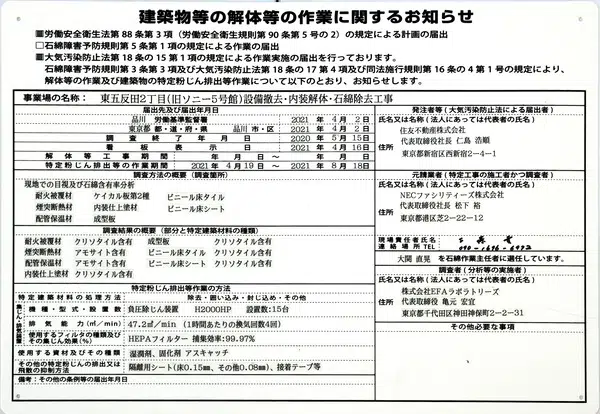 建築物等の解体等の作業に関するお知らせ
■労働安全衛生法第88条第3項（労働安全衛生規則第90条第5号の2）の規定による計画の届出
□石綿障害予防規則第5条第1項の規定による作業の届出
■大気汚染防止法第18条の15第1項の規定による作業実施の届出を行っております。
石綿障害予防規則第3条第3項及び大気汚染防止法第18条の17第4項及び同法施行規則第16条の4第1号の規定により、
解体等の作業及び建築物等の特定粉じん排出等作業について以下のとおり、お知らせします。
事業場の名称： 東五反田2丁目(旧ソニー5号館)設備撤去・内装解体・石綿除去工事
届出先及び届出年月日
品川 労働基準監督署 2021 年 4月 2日
東京都 都・道・府・県 品川 市・区 2021 年 4月 2日
調査終了年月日 2020 年 5月 15日
看板表示日 2021 年 4月 16日
解体等工事期間 年 月 日～ 年 月 日
特定粉じん排出等の作業期間 2021年 4月 19日～ 2021 年 8月 18日
調査方法の概要（調査箇所）
現地での目視及び石綿含有率分析
耐火被覆材 ケイカル板第2種 ビニール床タイル
煙突断熱材 内装仕上塗材 ビニール床シート
配管保温材 成型板
調査結果の概要（部分と特定建築材料の種類）
耐火被覆材 クリソタイル含有 成型板 クリソタイル含有
煙突断熱材 アモサイト含有 ビニール床タイル クリソタイル含有
配管保温材 アモサイト含有 ビニール床シート クリソタイル含有
内装仕上塗材 クリソタイル含有
特定粉じん排出等作業の方法
特定建築材料の処理方法 除去・囲い込み・封じ込め・その他
集じん・排気装置
機種・型式・設置数 負圧除じん装置 H2000HP 設置数:15台
排気能力（㎥/min） 47.2㎥/min （1時間あたりの換気回数4回）
使用するフィルタの種類及びその集じん効率(%) HEPAフィルター 捕集効率:99.97%
使用する資材及びその種類 湿潤剤、固化剤 アスキャッチ
その他の特定粉じんの排出又は飛散の抑制方法 隔離用シート(床0.15mm、その他0.08mm)、接着テープ等
備考：その他の条例等の届出年月日
発注者等（大気汚染防止法による届出者）
氏名又は名称（法人にあっては代表者の氏名）
住友不動産株式会社
代表取締役社長 仁島 浩順
住所
東京都新宿区西新宿2-4-1
元請業者（特定工事の施工者かつ調査者）
氏名又は名称（法人にあっては代表者の氏名）
NECファシリティーズ株式会社
代表取締役社長 松下 裕
住所
東京都港区芝2-22-12
現場責任者氏名：
連絡場所TEL：
大関 直晃 を石綿作業主任者に選任しています。
調査者（分析等の実施者）
氏名又は名称（法人にあっては代表者の氏名）
株式会社EFAラボラトリーズ
代表取締役 亀元 宏宣
住所
東京都千代田区神田神保町2-2-31
その他必要な事項